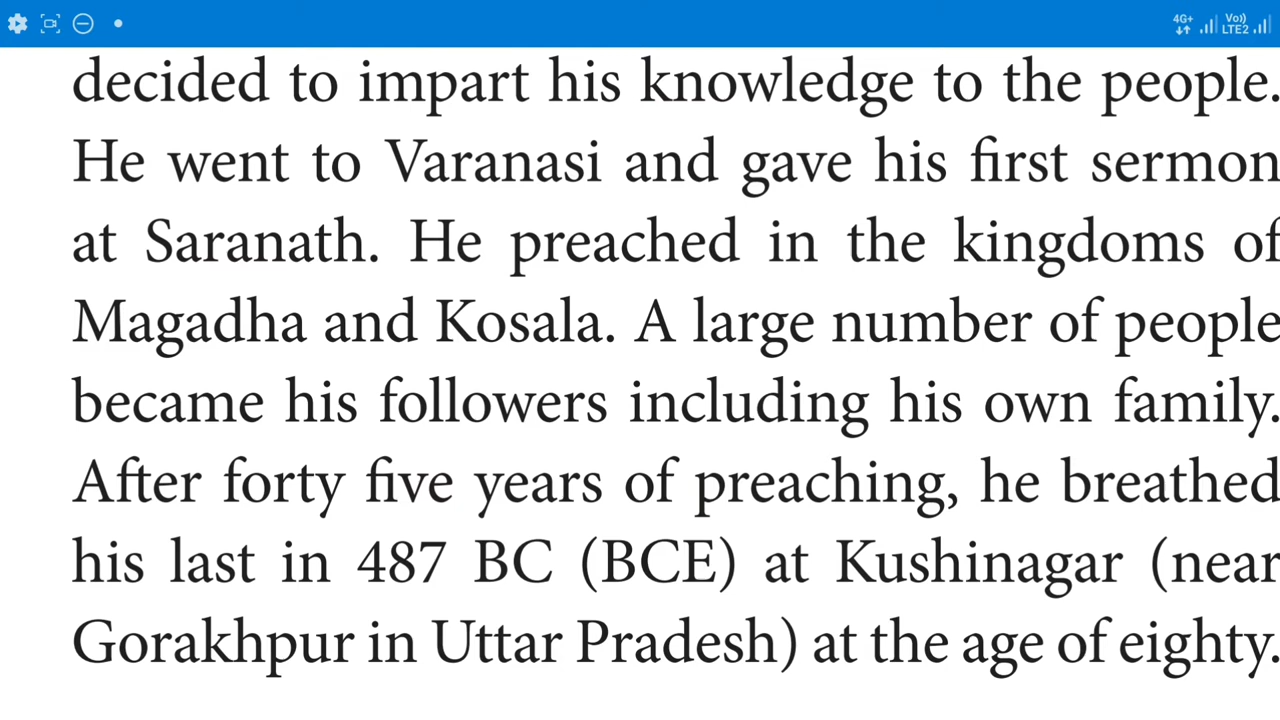 4G+ Vo)) LTE2
decided to impart his knowledge to the people.
He went to Varanasi and gave his first sermon
at Saranath. He preached in the kingdoms of
Magadha and Kosala. A large number of people
became his followers including his own family.
After forty five years of preaching, he breathed
his last in 487 BC (BCE) at Kushinagar (near
Gorakhpur in Uttar Pradesh) at the age of eighty.